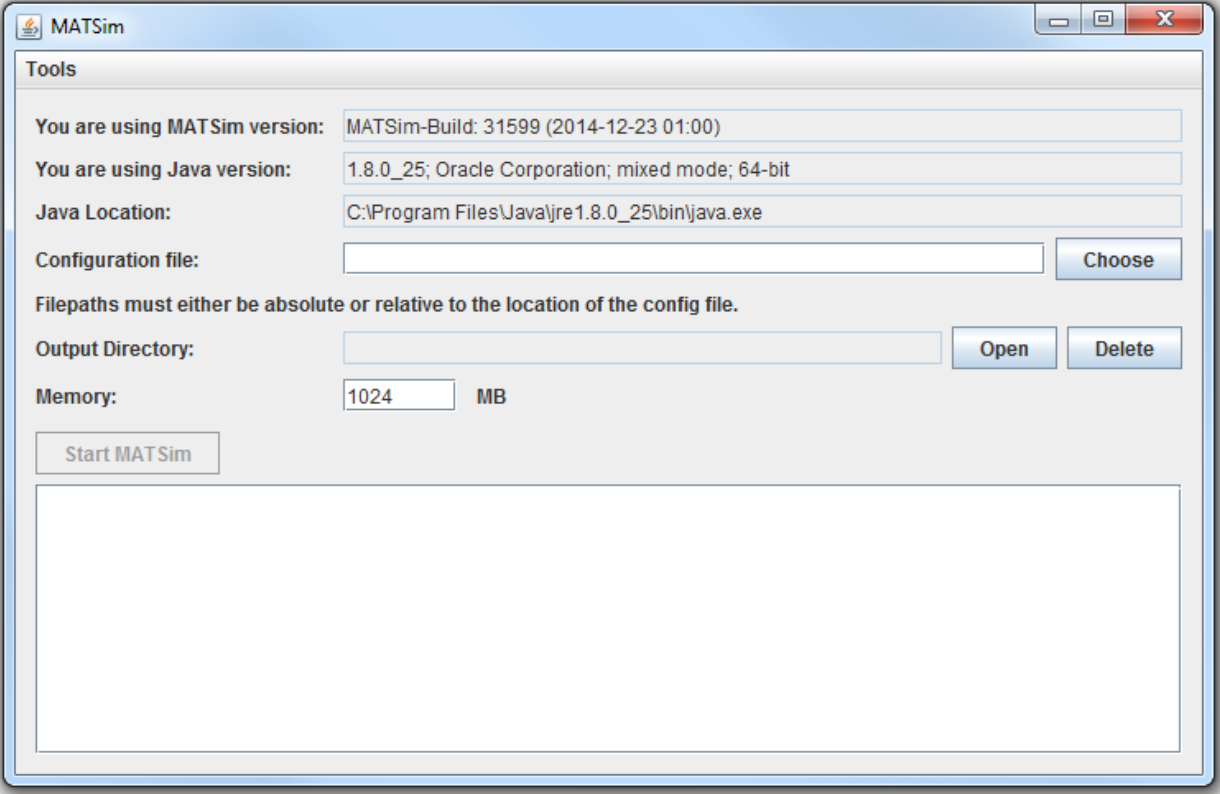 MATSim
Tools
You are using MATSim version: MATSim-Build: 31599 (2014-12-23 01:00)
You are using Java version: 1.8.0_25; Oracle Corporation; mixed mode; 64-bit
Java Location: C:\Program Files\Java\jre1.8.0_25\bin\java.exe
Configuration file: Choose
Filepaths must either be absolute or relative to the location of the config file.
Output Directory: Open Delete
Memory: 1024 MB
Start MATSim